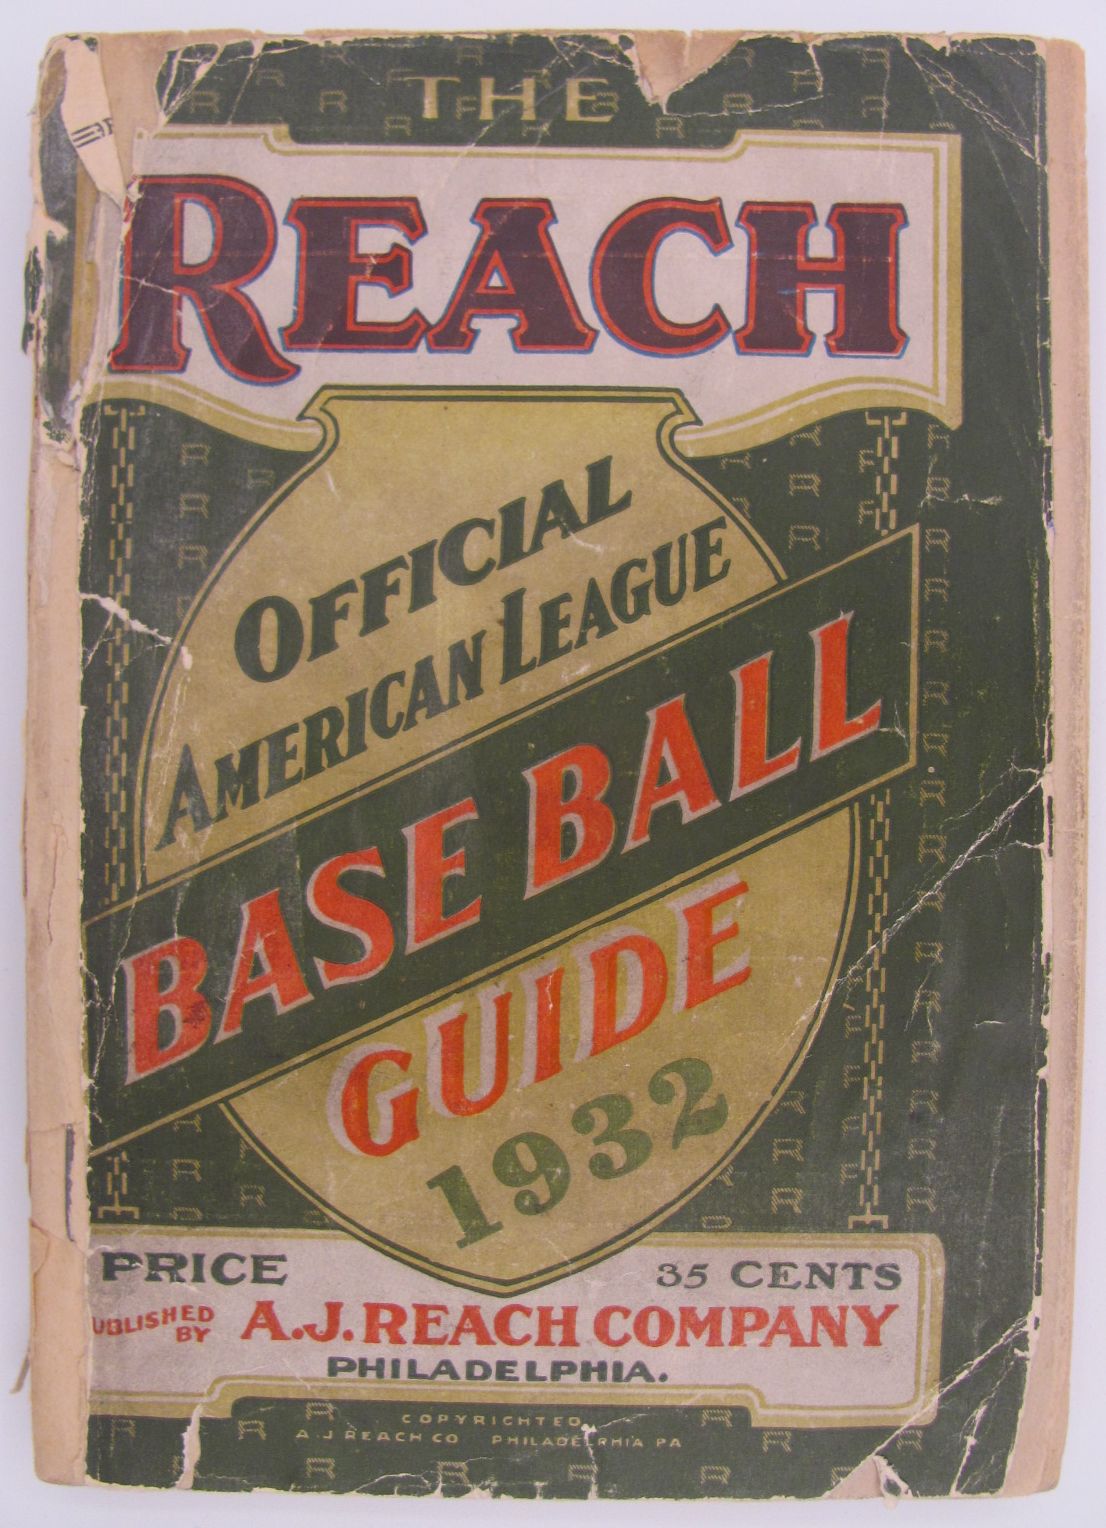 THE
REACH
OFFICIAL
AMERICAN LEAGUE
BASE BALL
GUIDE
1932
PRICE 35 CENTS
UBLISHED BY A.J. REACH COMPANY
PHILADELPHIA.
COPYRIGHTED
A J REACH CO PHILADELPHIA PA